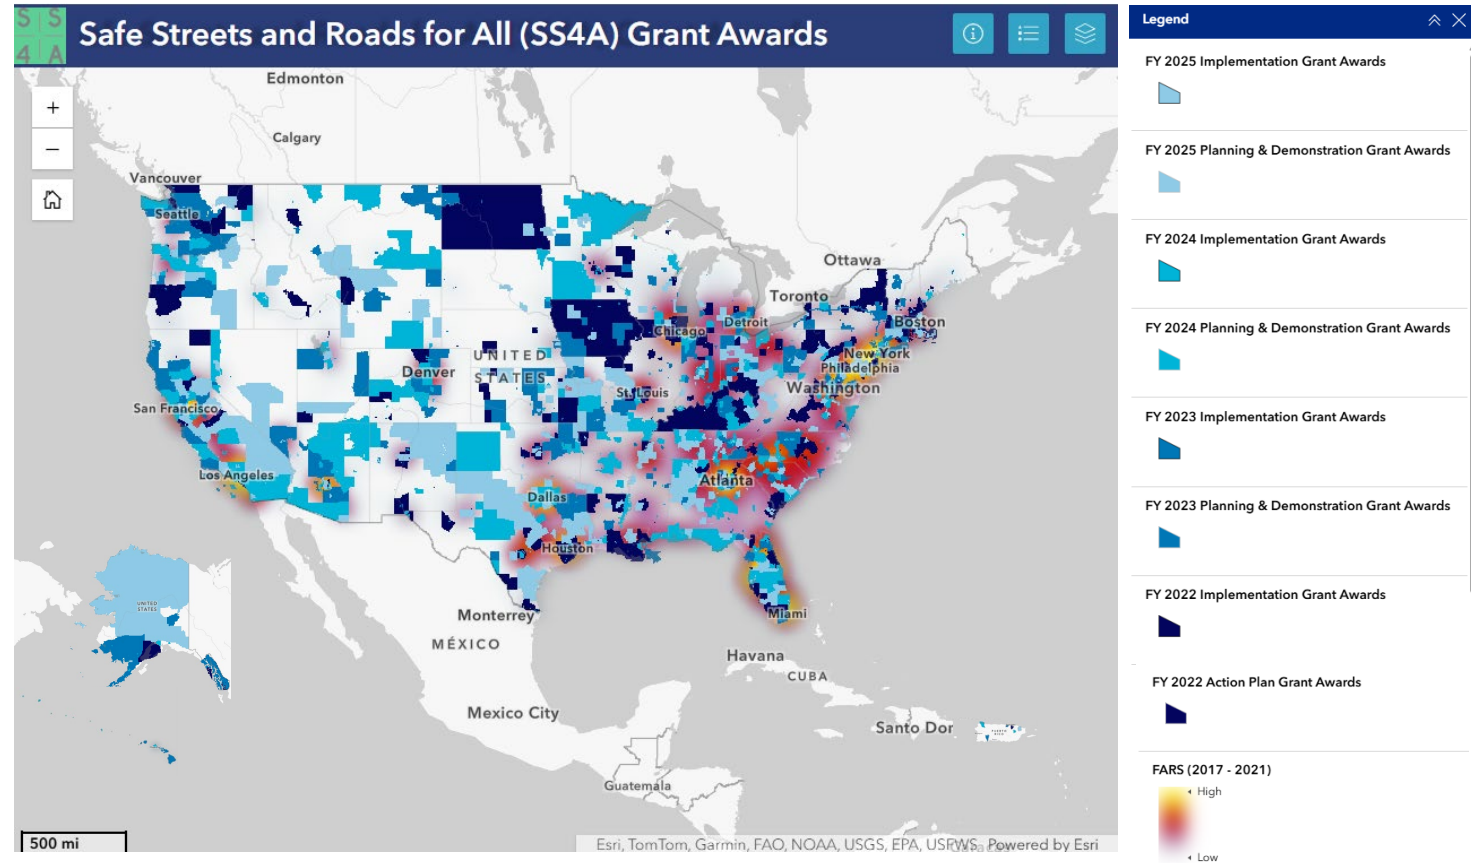 S S
4 A
Safe Streets and Roads for All (SS4A) Grant Awards
+
−
Edmonton
Calgary
Vancouver
Seattle
Ottawa
Toronto
Boston
Detroit
Chicago
New York
Philadelphia
Washington
UNITED
STATES
Denver
St. Louis
San Francisco
Los Angeles
Atlanta
Dallas
Houston
Miami
UNITED
STATES
Monterrey
MÉXICO
Havana
CUBA
Mexico City
Santo Dor
PUERTO
RICO
Guatemala
500 mi
Esri, TomTom, Garmin, FAO, NOAA, USGS, EPA, USFWS Powered by Esri
Legend
FY 2025 Implementation Grant Awards
FY 2025 Planning & Demonstration Grant Awards
FY 2024 Implementation Grant Awards
FY 2024 Planning & Demonstration Grant Awards
FY 2023 Implementation Grant Awards
FY 2023 Planning & Demonstration Grant Awards
FY 2022 Implementation Grant Awards
FY 2022 Action Plan Grant Awards
FARS (2017 - 2021)
High
Low